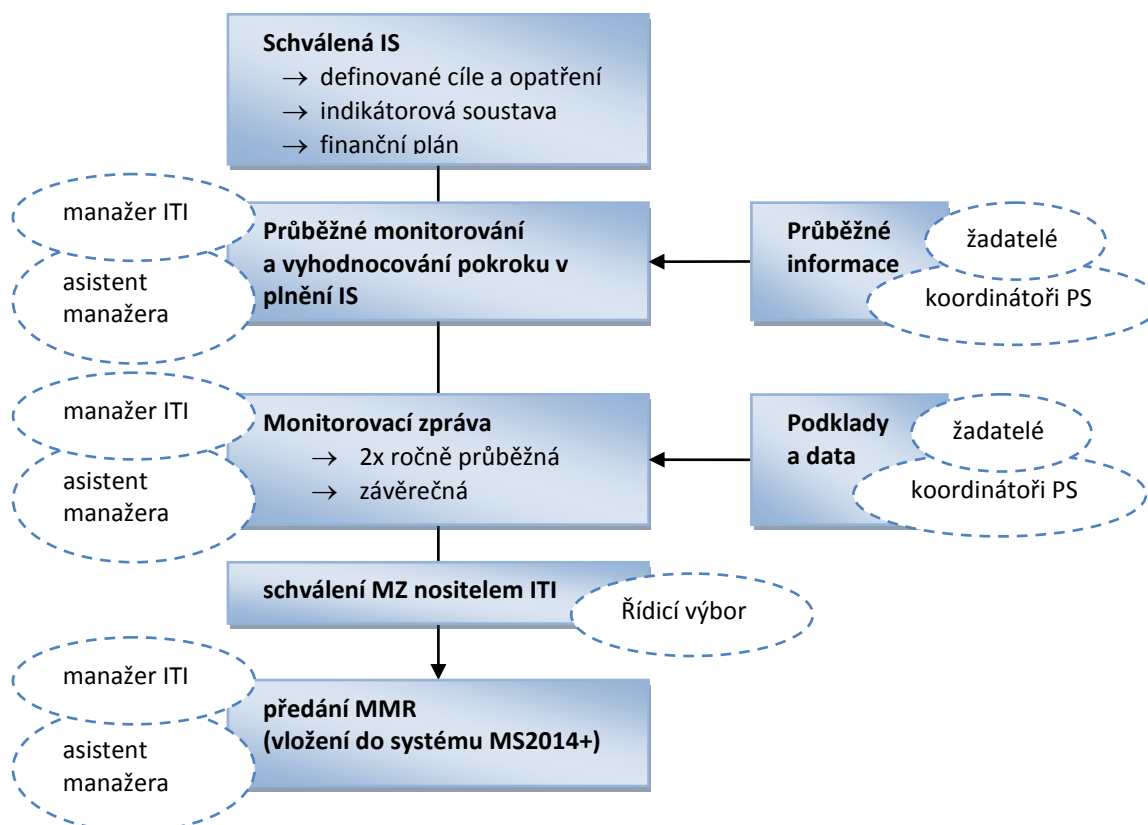 Schválená IS
→ definované cíle a opatření
→ indikátorová soustava
→ finanční plán
manažer ITI
asistent
manažera
Průběžné monitorování
a vyhodnocování pokroku v
plnění IS
Průběžné
informace
žadatelé
koordinátoři PS
manažer ITI
asistent
manažera
Monitorovací zpráva
→ 2x ročně průběžná
→ závěrečná
Podklady
a data
žadatelé
koordinátoři PS
schválení MZ nositelem ITI
Řídicí výbor
manažer ITI
asistent
manažera
předání MMR
(vložení do systému MS2014+)